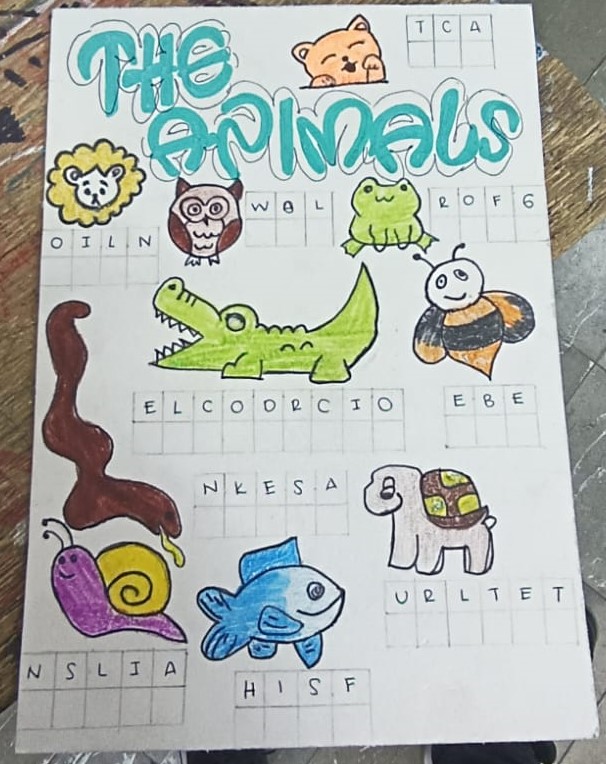 THE
ANIMALS
T C A
W O L
R O F G
O I L N
E L C O D R C I O
E B E
N K E S A
U R L T E T
N S L I A
H I S F